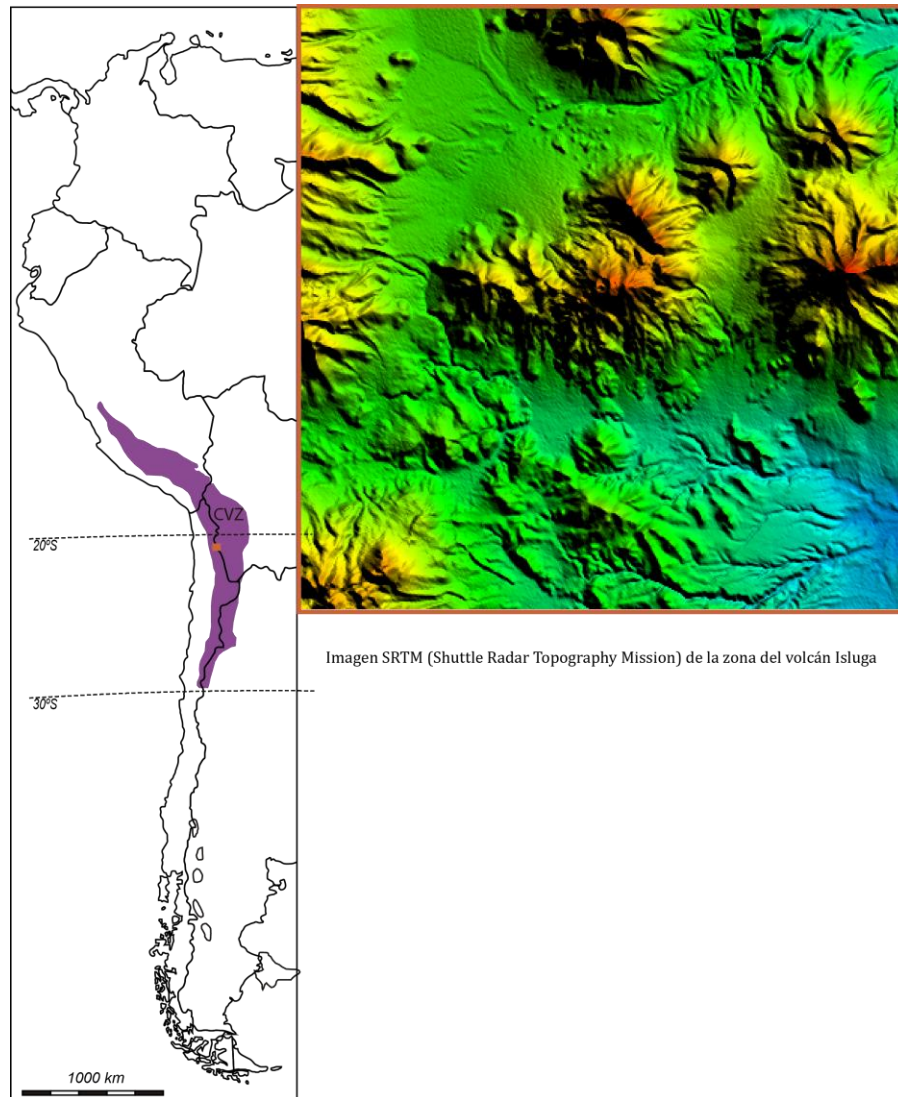 CVZ
20ºS
Imagen SRTM (Shuttle Radar Topography Mission) de la zona del volcán Isluga
30ºS
1000 km